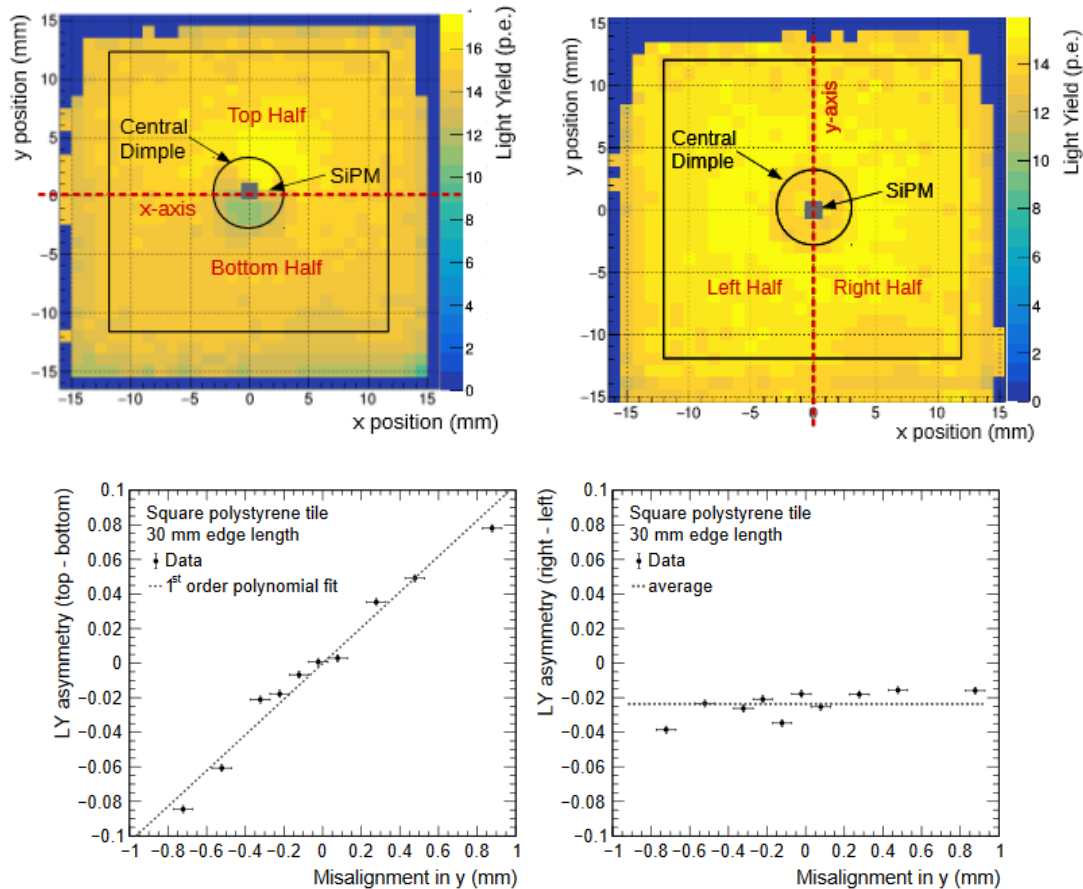 y position (mm)
15
10
5
0
−5
−10
−15
Top Half
Central
Dimple
SiPM
x-axis
Bottom Half
−15 −10 −5 0 5 10 15
x position (mm)
16
14
12
10
8
6
4
2
0
Light Yield (p.e.)
y position (mm)
15
10
5
0
−5
−10
−15
y-axis
Central
Dimple
SiPM
Left Half Right Half
−15 −10 −5 0 5 10 15
x position (mm)
14
12
10
8
6
4
2
0
Light Yield (p.e.)
LY asymmetry (top - bottom)
0.1
0.08
0.06
0.04
0.02
0
−0.02
−0.04
−0.06
−0.08
−0.1
Square polystyrene tile
30 mm edge length
Data
1st order polynomial fit
−1 −0.8 −0.6 −0.4 −0.2 0 0.2 0.4 0.6 0.8 1
Misalignment in y (mm)
LY asymmetry (right - left)
0.1
0.08
0.06
0.04
0.02
0
−0.02
−0.04
−0.06
−0.08
−0.1
Square polystyrene tile
30 mm edge length
Data
average
−1 −0.8 −0.6 −0.4 −0.2 0 0.2 0.4 0.6 0.8 1
Misalignment in y (mm)